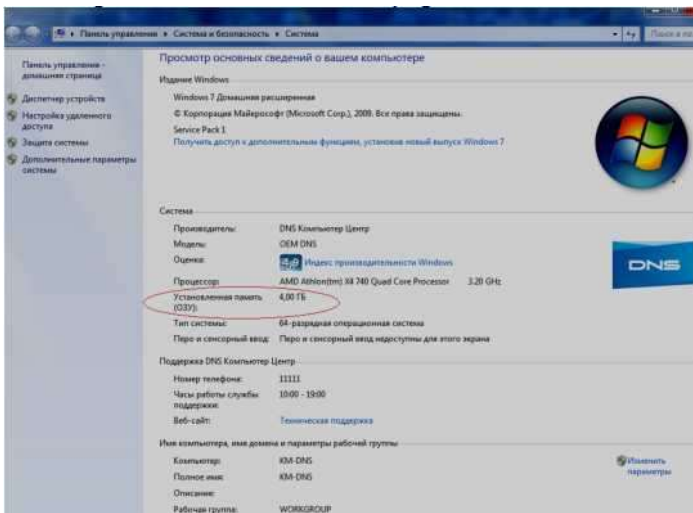 Панель управления ▸ Система и безопасность ▸ Система
Поиск в
Панель управления -
домашняя страница
Диспетчер устройств
Настройка удаленного
доступа
Защита системы
Дополнительные параметры
системы
Просмотр основных сведений о вашем компьютере
Издание Windows
Windows 7 Домашняя расширенная
© Корпорация Майкрософт (Microsoft Corp.), 2009. Все права защищены.
Service Pack 1
Получить доступ к дополнительным функциям, установив новый выпуск Windows 7
Система
Производитель: DNS Компьютер Центр
Модель: OEM DNS
Оценка: 4,9 Индекс производительности Windows
Процессор: AMD Athlon(tm) X4 740 Quad Core Processor 3.20 GHz
Установленная память 4,00 ГБ
(ОЗУ):
Тип системы: 64-разрядная операционная система
Перо и сенсорный ввод: Перо и сенсорный ввод недоступны для этого экрана
DNS
Поддержка DNS Компьютер Центр
Номер телефона: 11111
Часы работы службы 10:00 - 19:00
поддержки:
Веб-сайт: Техническая поддержка
Имя компьютера, имя домена и параметры рабочей группы
Компьютер: KM-DNS
Полное имя: KM-DNS
Описание:
Рабочая группа: WORKGROUP
Изменить
параметры